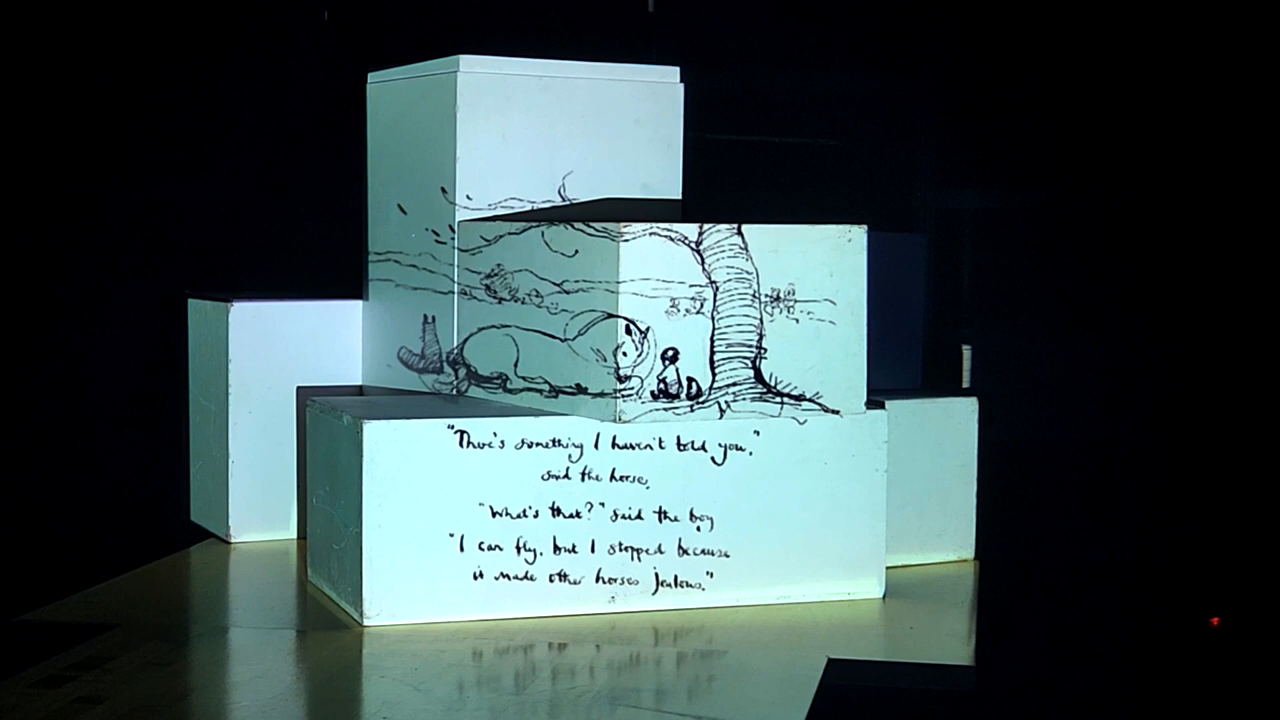 "There's something I haven't told you,"
said the horse.
"What's that?" said the boy
"I can fly, but I stopped because
it made other horses jealous."